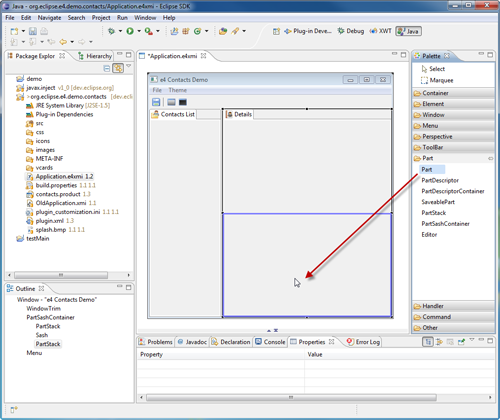 Java - org.eclipse.e4.demo.contacts/Application.e4xmi - Eclipse SDK
File Edit Navigate Search Project Run Window Help
Plug-in Deve... Debug XWT Java
Package Explor
Hierarchy
demo
javax.inject v1_0 [dev.eclipse.org]
>org.eclipse.e4.demo.contacts [dev.ec
JRE System Library [J2SE-1.5]
Plug-in Dependencies
src
css
icons
images
META-INF
vcards
Application.e4xmi 1.2
build.properties 1.1 1.1
contacts.product 1.3
OldApplication.xmi 1.1
plugin_customization.ini 1.1 1.1
plugin.xml 1.3
splash.bmp 1.1 1.1
testMain
Outline
Window - "e4 Contacts Demo"
WindowTrim
PartSashContainer
PartStack
Sash
PartStack
Menu
*Application.e4xmi
e4 Contacts Demo
File Theme
Contacts List
Details
Palette
Select
Marquee
Container
Element
Window
Menu
Perspective
ToolBar
Part
Part
PartDescriptor
PartDescriptorContainer
SaveablePart
PartStack
PartSashContainer
Editor
Handler
Command
Other
Problems Javadoc Declaration Console Properties Error Log
Property Value